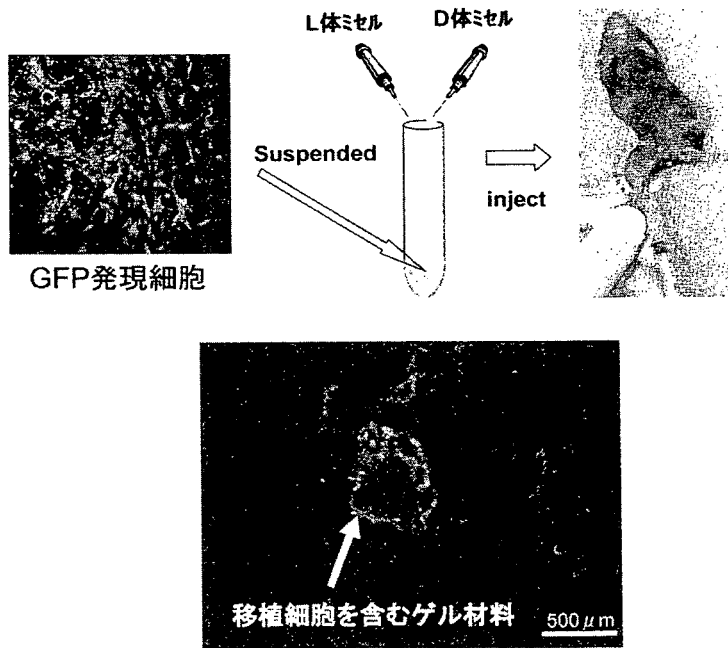 L体ミセル
D体ミセル
Suspended
inject
GFP発現細胞
移植細胞を含むゲル材料
500μm